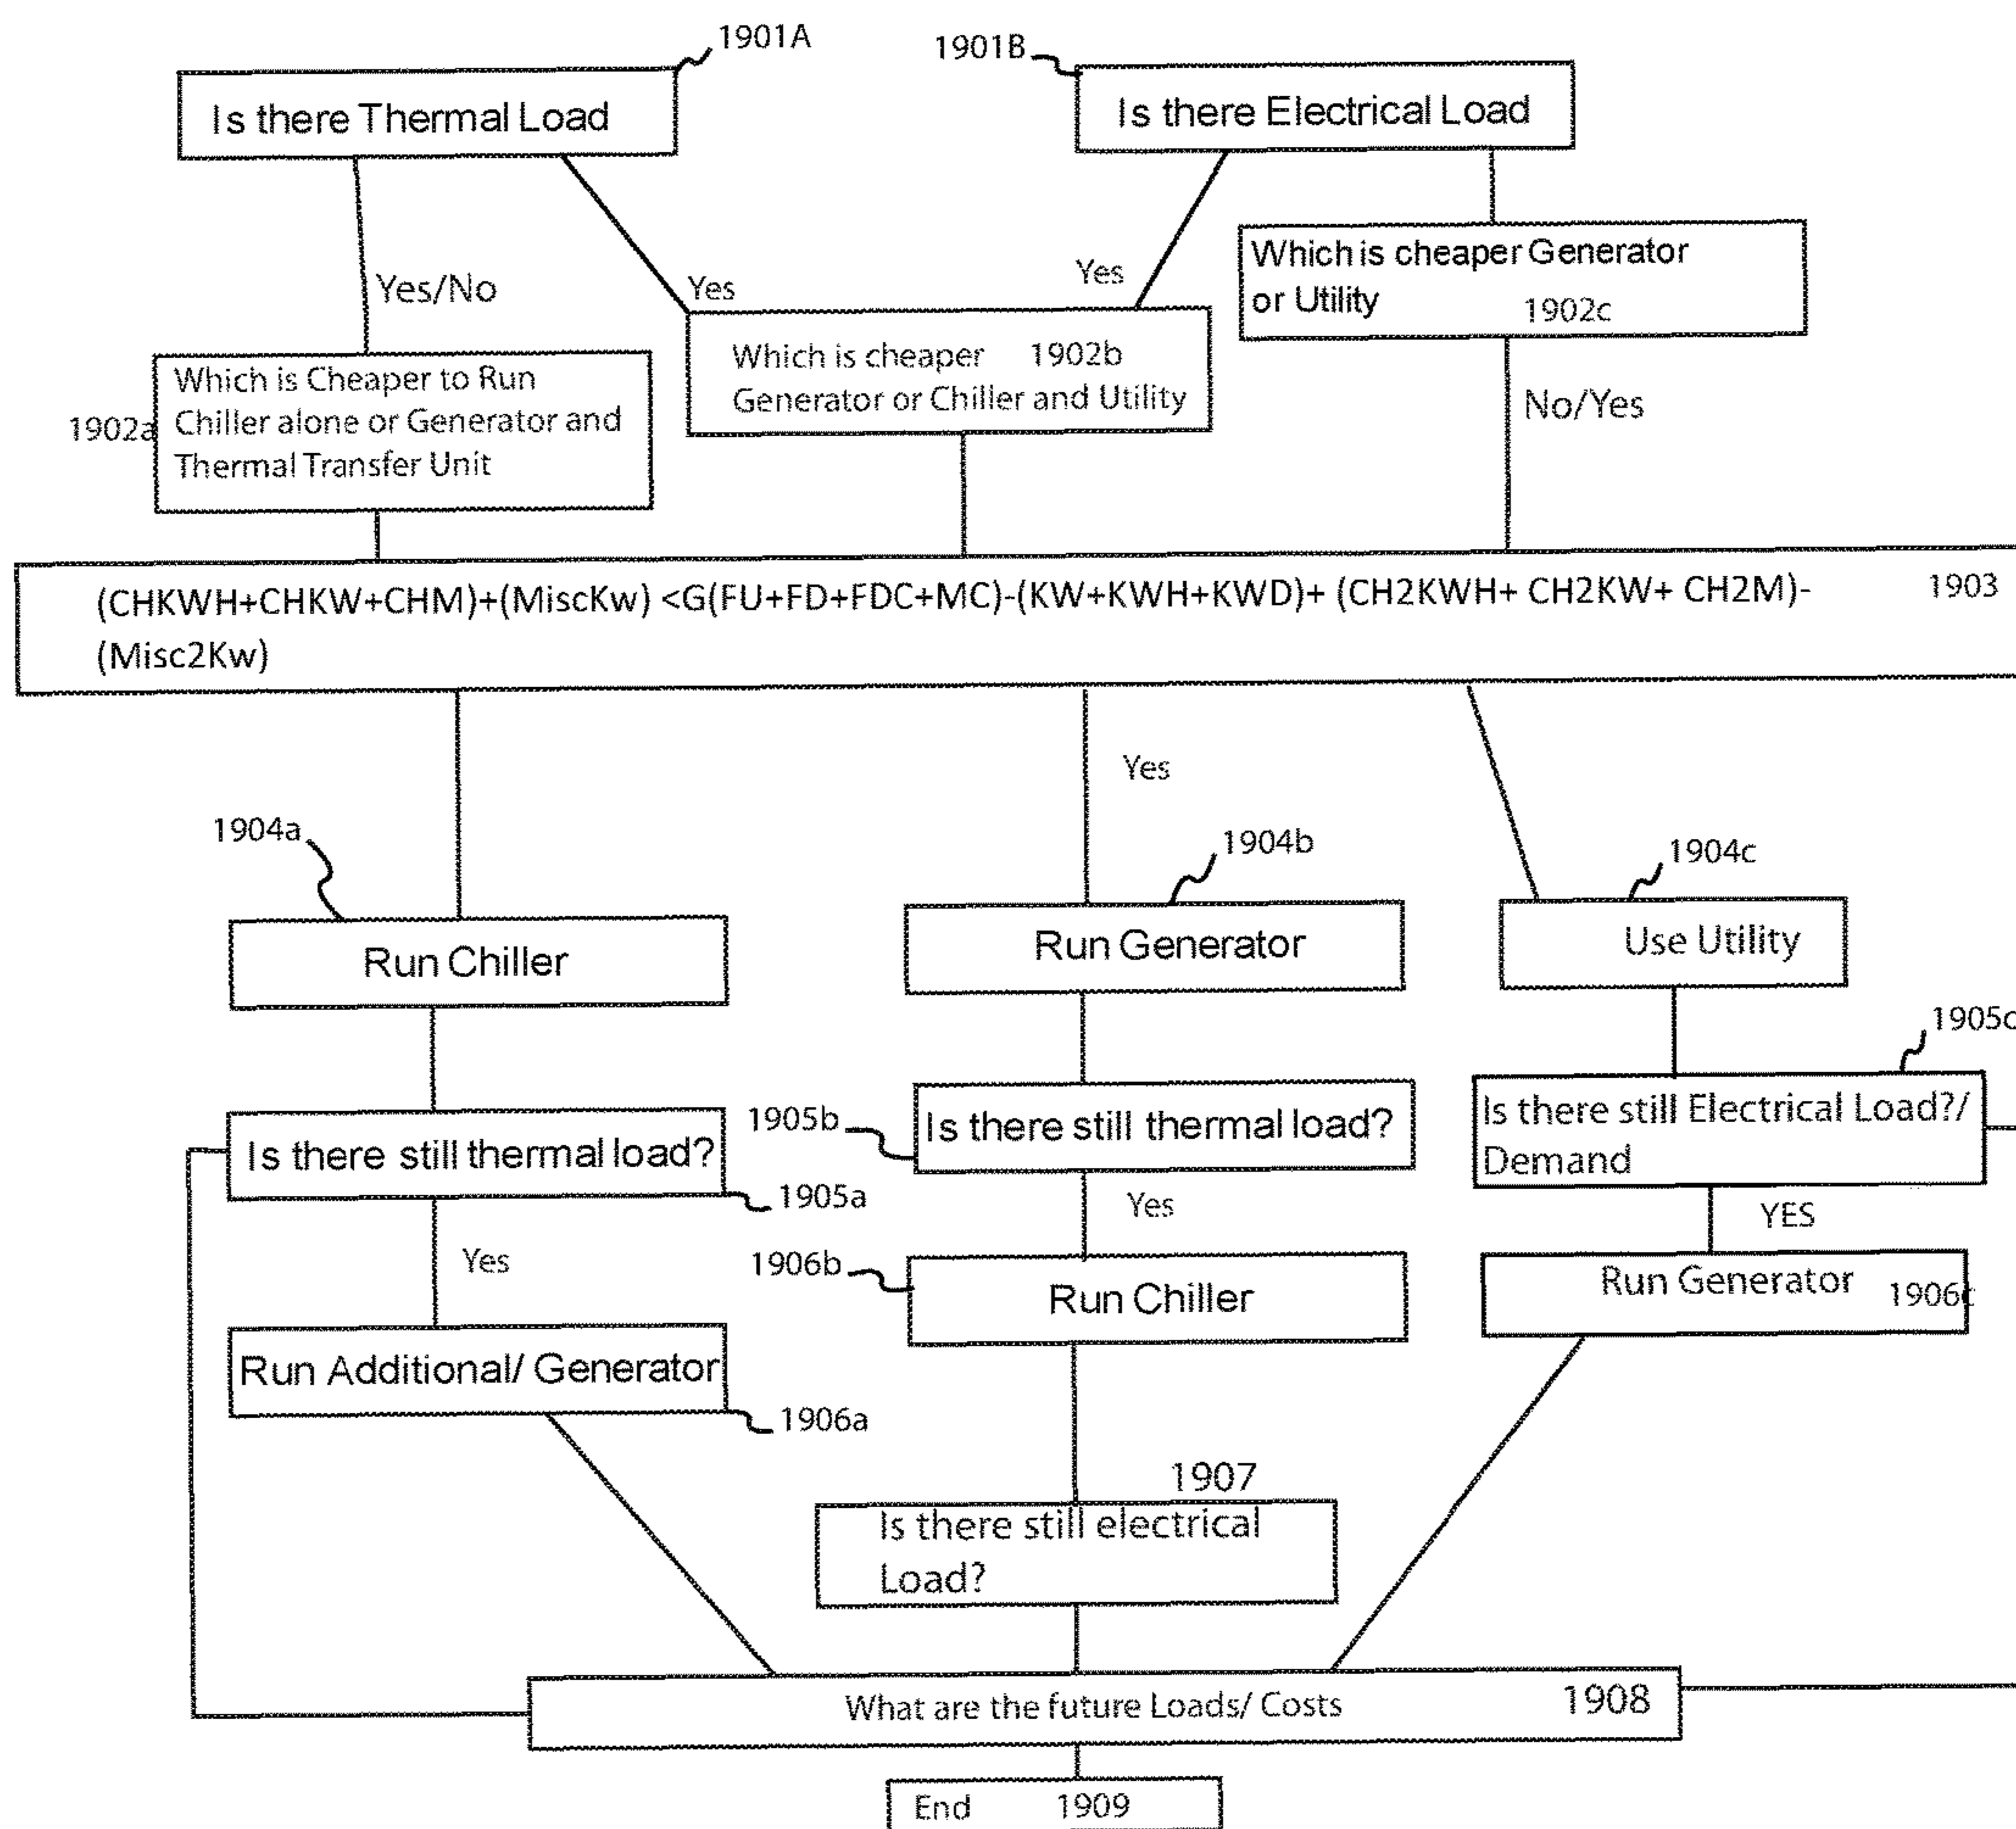 1901A
1901B
Is there Thermal Load
Is there Electrical Load
Yes/No
Yes
Yes
Which is cheaper Generator
or Utility
1902c
1902a
Which is Cheaper to Run
Chiller alone or Generator and
Thermal Transfer Unit
Which is cheaper 1902b
Generator or Chiller and Utility
No/Yes
(CHKWH+CHKW+CHM)+(MiscKw) <G(FU+FD+FDC+MC)-(KW+KWH+KWD)+ (CH2KWH+ CH2KW+ CH2M)-
(Misc2Kw)
1903
Yes
1904a
1904b
1904c
Run Chiller
Run Generator
Use Utility
1905c
1905b
Is there still thermal load?
Is there still thermal load?
Is there still Electrical Load?/
Demand
1905a
Yes
Yes
YES
1906b
Run Chiller
Run Generator
1906c
Run Additional/ Generator
1906a
1907
Is there still electrical
Load?
What are the future Loads/ Costs
1908
End 1909